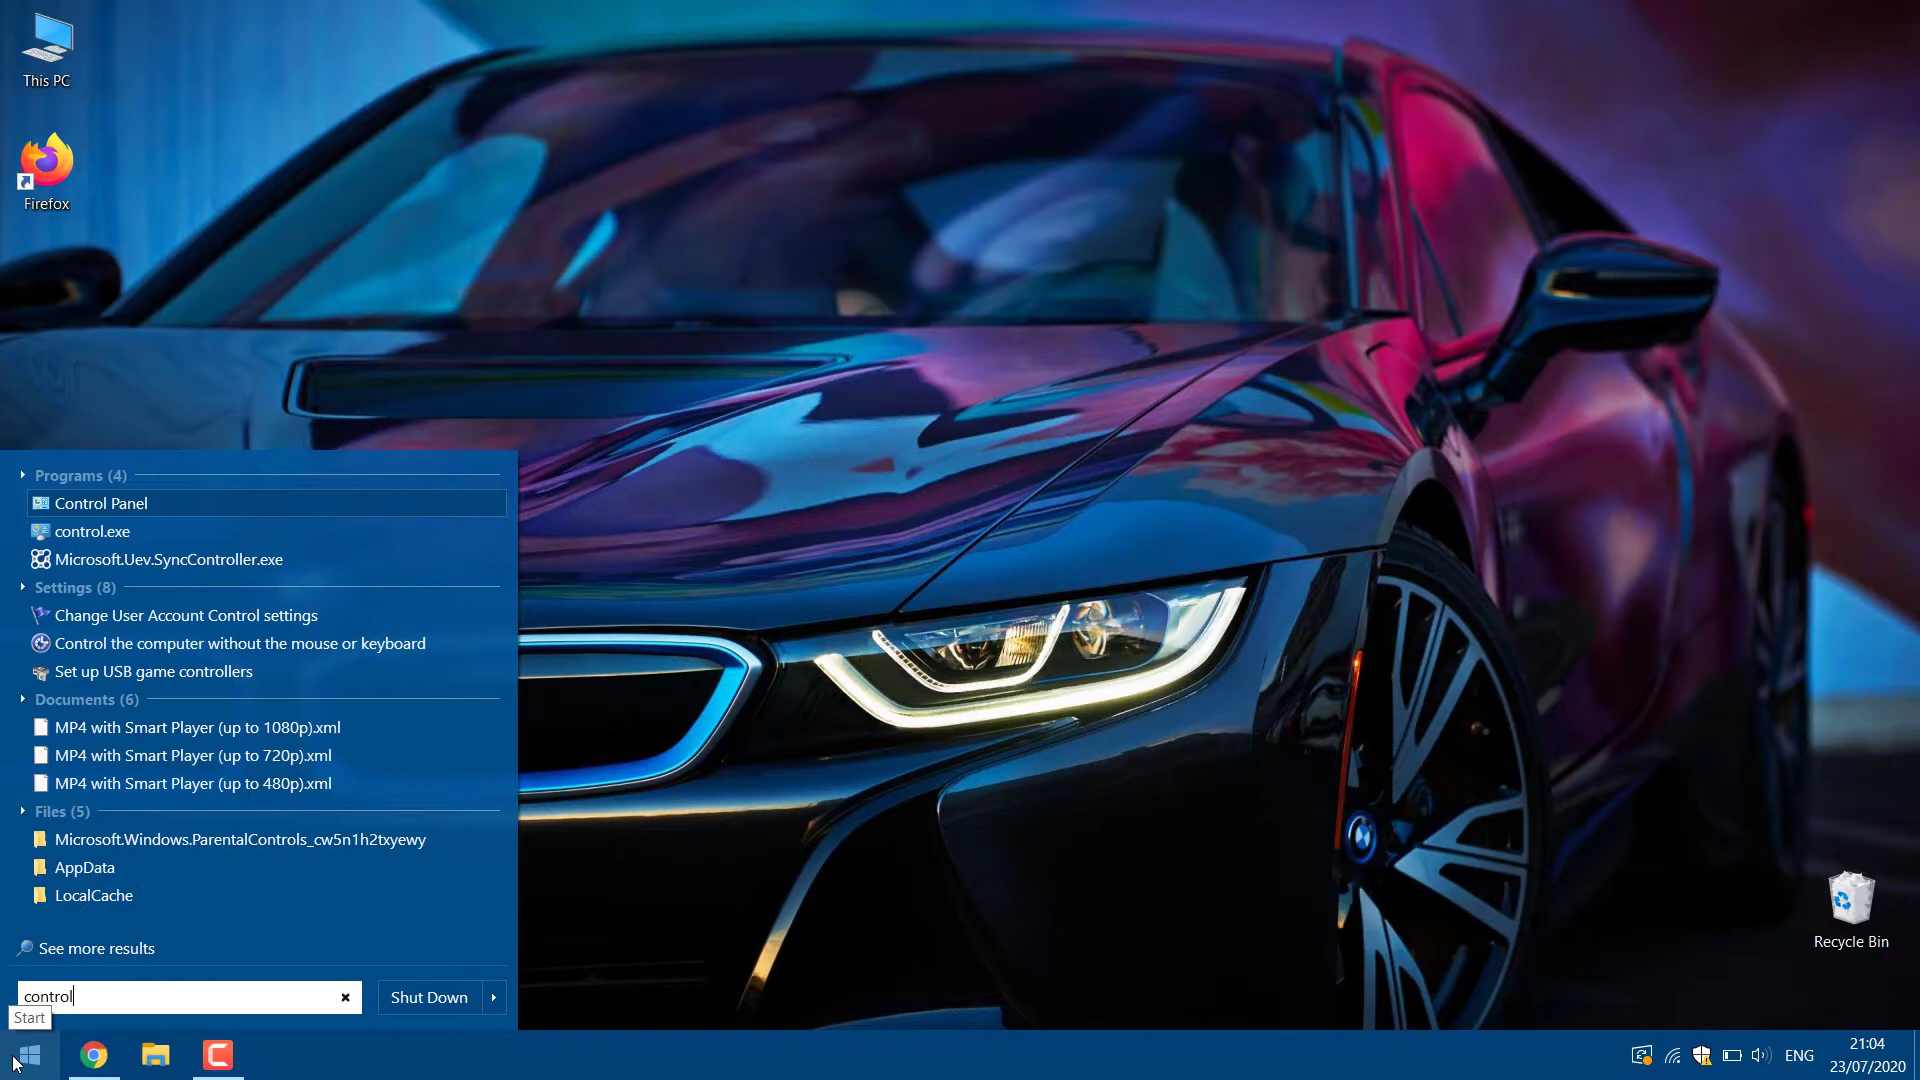 This PC
Firefox
Programs (4)
Control Panel
control.exe
Microsoft.Uev.SyncController.exe
Settings (8)
Change User Account Control settings
Control the computer without the mouse or keyboard
Set up USB game controllers
Documents (6)
MP4 with Smart Player (up to 1080p).xml
MP4 with Smart Player (up to 720p).xml
MP4 with Smart Player (up to 480p).xml
Files (5)
Microsoft.Windows.ParentalControls_cw5n1h2txyewy
AppData
LocalCache
See more results
control
Shut Down
Start
Recycle Bin
ENG
21:04
23/07/2020